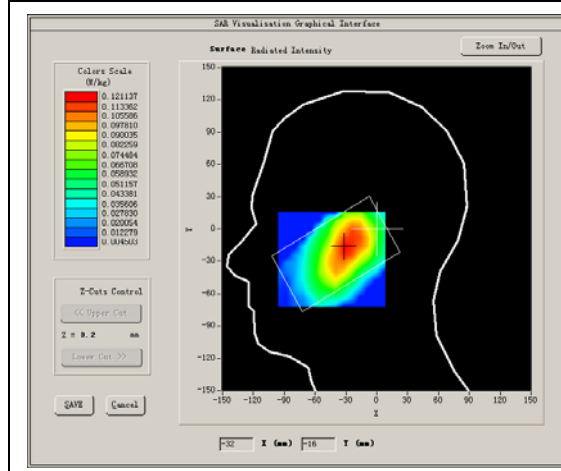 SAR Visualisation Graphical Interface
Surface Radiated Intensity
Zoom In/Out
Colors Scale
(W/kg)
0.121137
0.113362
0.105586
0.097810
0.090035
0.082259
0.074484
0.066708
0.058932
0.051157
0.043381
0.035606
0.027830
0.020054
0.012279
0.004503
150
120
90
60
30
0
-30
-60
-90
-120
-150
Y
-150 -120 -90 -60 -30 0 30 60 90 120 150
X
Z-Cuts Control
<< Upper Cut
Z = 0.2 mm
Lower Cut >>
SAVE Cancel
-32 X (mm) -16 Y (mm)